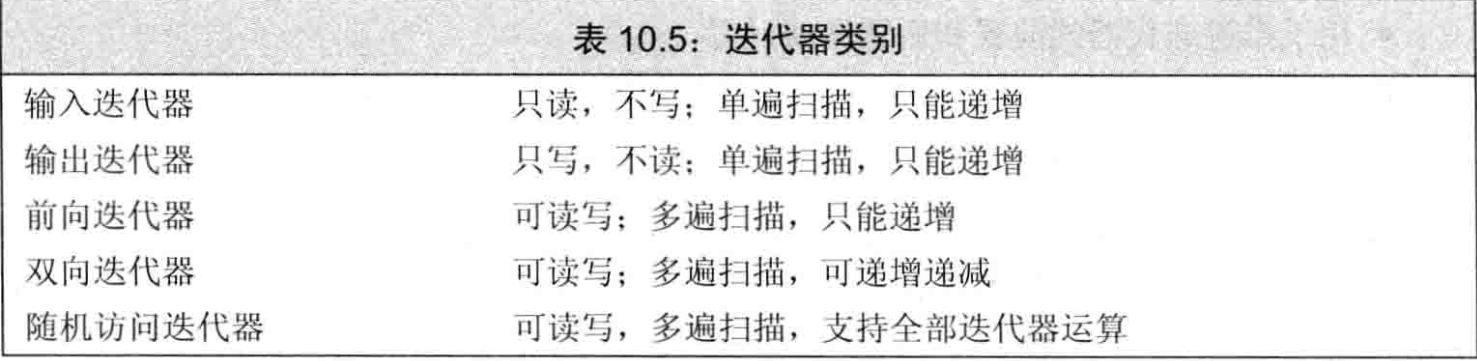 表 10.5：迭代器类别
输入迭代器 只读，不写；单遍扫描，只能递增
输出迭代器 只写，不读；单遍扫描，只能递增
前向迭代器 可读写；多遍扫描，只能递增
双向迭代器 可读写；多遍扫描，可递增递减
随机访问迭代器 可读写，多遍扫描，支持全部迭代器运算